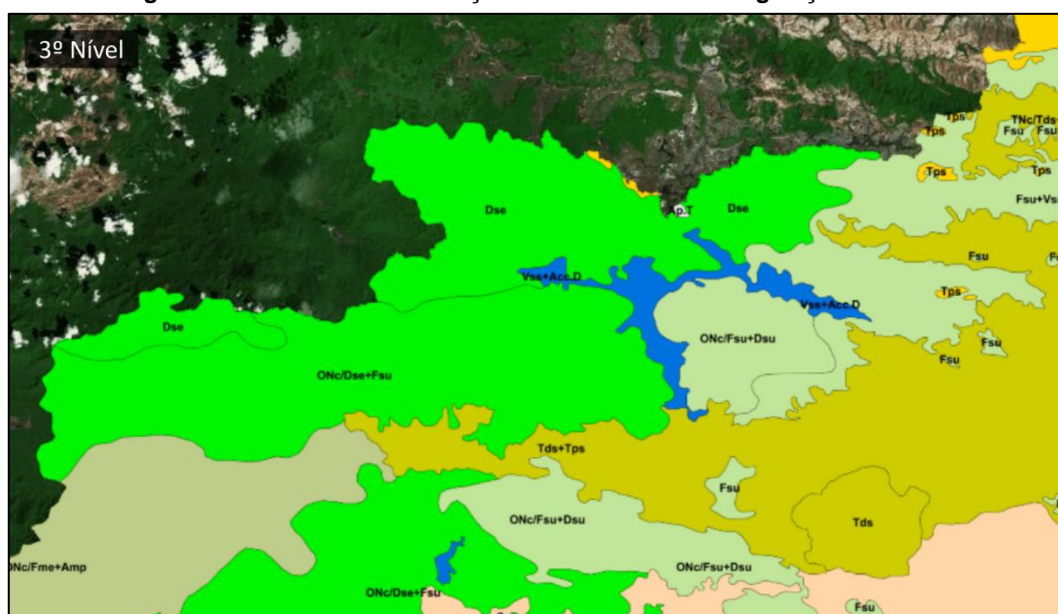 3º Nível
Tps
Tps
TNc/Tds+
Fsu
Fsu
Tps
Tps
Fsu+Vs
Dse
Ap.T
Dse
Fsu
Vss+Acc.D
Tps
Vss+Acc.D
Dse
ONc/Fsu+Dsu
Fsu
Fsu
ONc/Dse+Fsu
Tds+Tps
Fsu
ONc/Fsu+Dsu
Tds
ONc/Fsu+Dsu
Nc/Fme+Amp
ONc/Dse+Fsu
Fsu